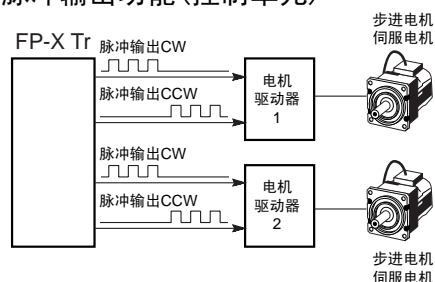 脉冲输出功能(控制单元)
步进电机
伺服电机
FP-X Tr
脉冲输出CW
脉冲输出CCW
电机
驱动器
1
脉冲输出CW
脉冲输出CCW
电机
驱动器
2
步进电机
伺服电机